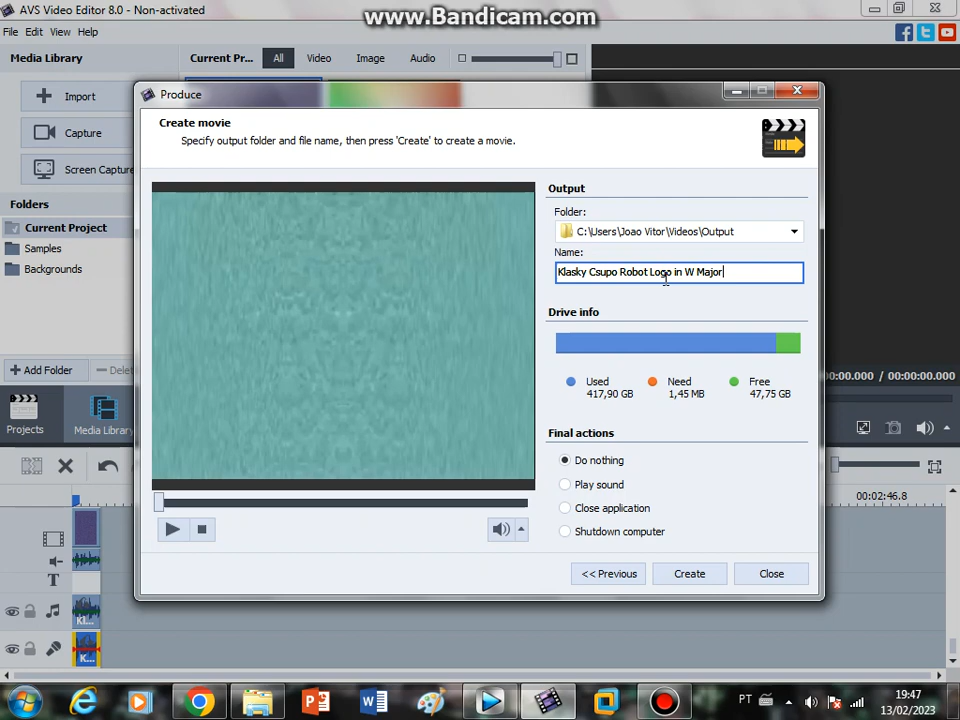 AVS Video Editor 8.0 - Non-activated
www.Bandicam.com
File Edit View Help
Media Library
Current Pr... All Video Image Audio
Import
Capture
Screen Capture
Folders
Current Project
Samples
Backgrounds
Add Folder
Delet
Projects
Media Library
Produce
Create movie
Specify output folder and file name, then press 'Create' to create a movie.
Output
Folder:
C:\Users\Joao Vitor\Videos\Output
Name:
Klasky Csupo Robot Logo in W Major
Drive info
Used Need Free
417,90 GB 1,45 MB 47,75 GB
Final actions
Do nothing
Play sound
Close application
Shutdown computer
<< Previous Create Close
00:00.000 / 00:00:00.000
00:02:46.8
T
Kl...
K...
PT
19:47
13/02/2023